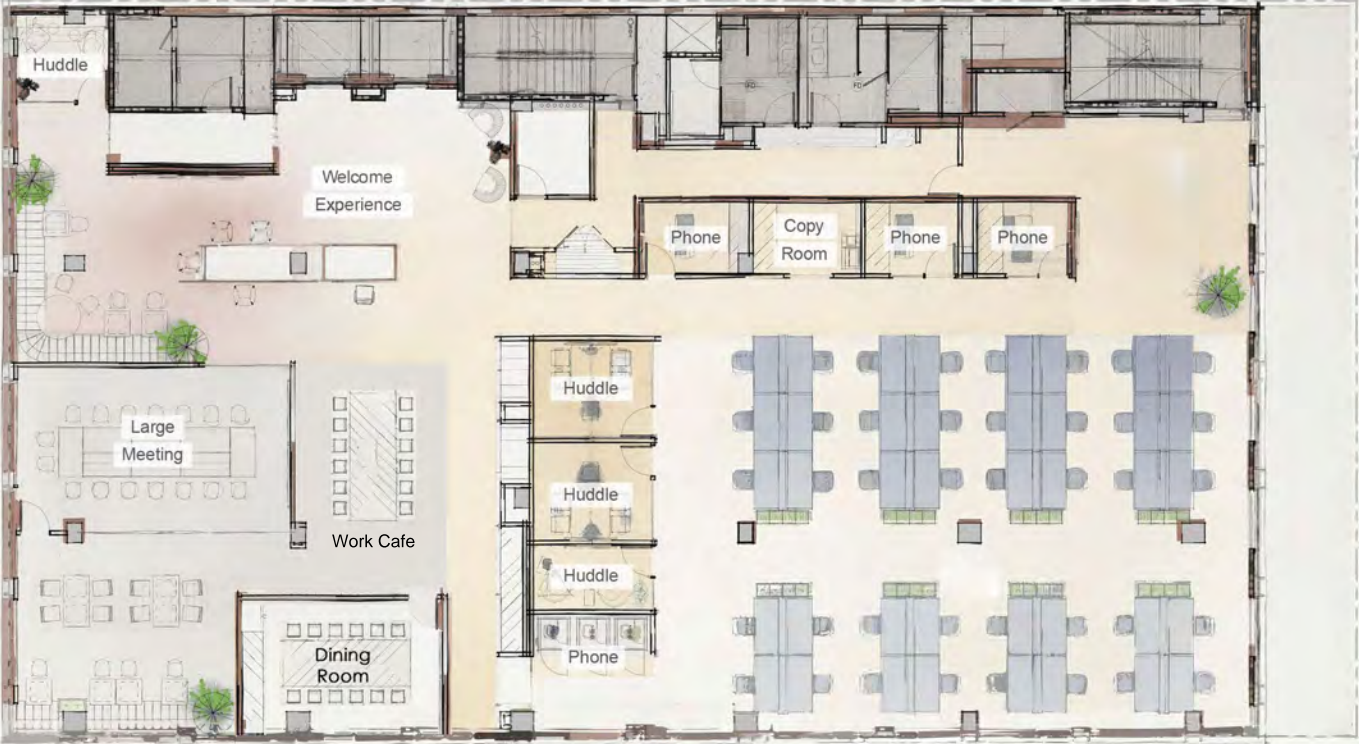 Huddle
Welcome
Experience
Phone
Copy
Room
Phone
Phone
Huddle
Large
Meeting
Huddle
Work Cafe
Huddle
Dining
Room
Phone